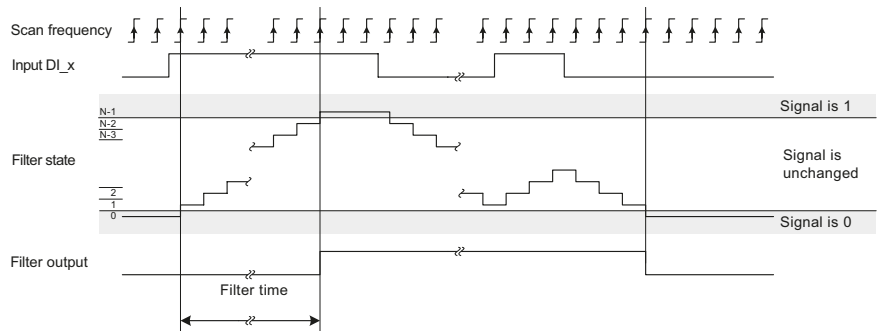 Scan frequency
Input DI_x
Signal is 1
N-1
N-2
N-3
Filter state
Signal is
unchanged
2
1
0
Signal is 0
Filter output
Filter time